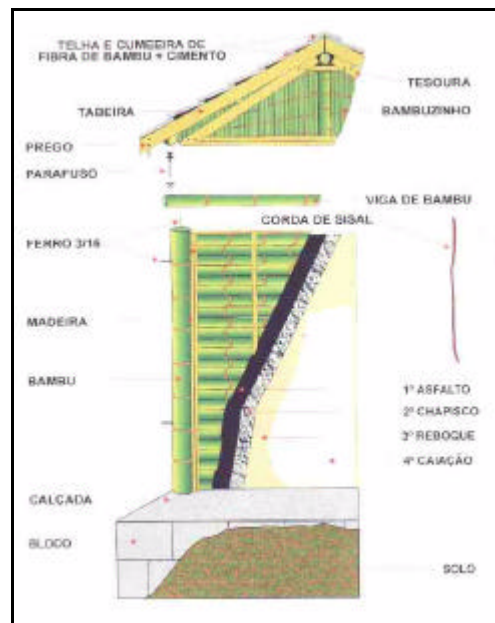 TELHA E CUMEEIRA DE
FIBRA DE BAMBU + CIMENTO
TESOURA
TABEIRA
BAMBUZINHO
PREGO
PARAFUSO
VIGA DE BAMBU
CORDA DE SISAL
FERRO 3/16
MADEIRA
BAMBU
1º ASFALTO
2º CHAPISCO
3º REBOQUE
4º CAIAÇÃO
CALÇADA
BLOCO
SOLO